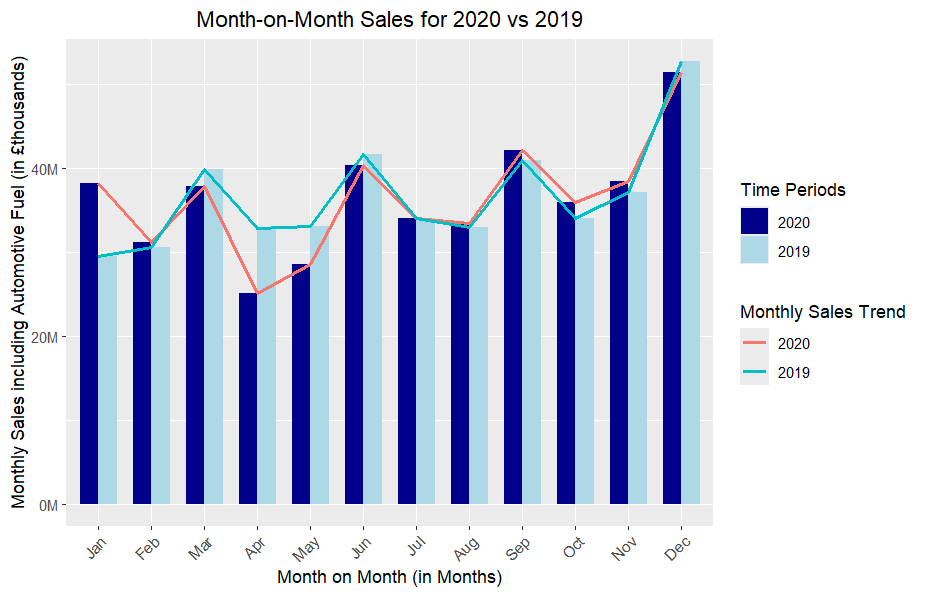 Month-on-Month Sales for 2020 vs 2019
Monthly Sales including Automotive Fuel (in £thousands)
40M
20M
0M
Jan
Feb
Mar
Apr
May
Jun
Jul
Aug
Sep
Oct
Nov
Dec
Month on Month (in Months)
Time Periods
2020
2019
Monthly Sales Trend
2020
2019